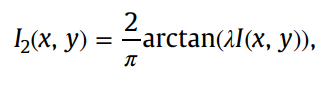 I₂(x, y) = 2/π arctan(λI(x, y)),